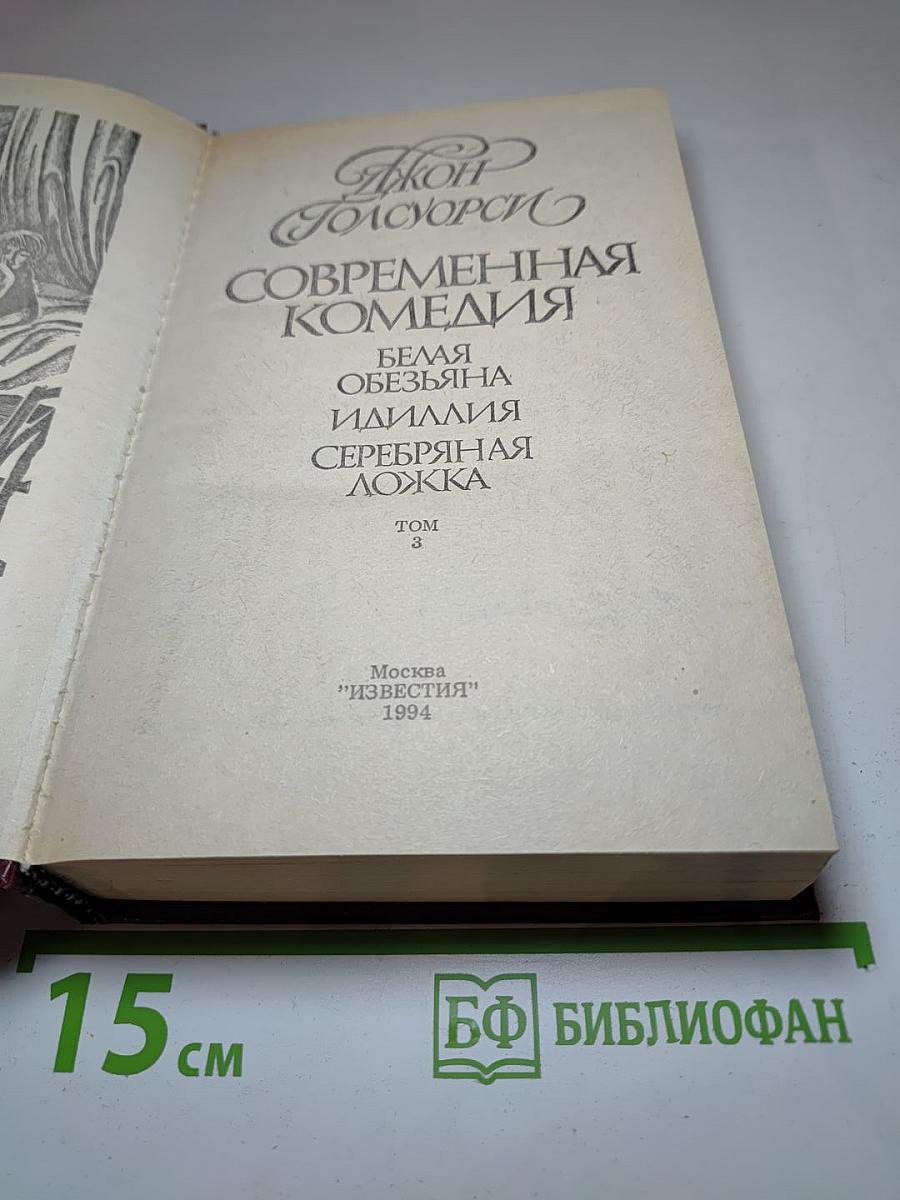 Джон
Голсуорси
СОВРЕМЕННАЯ
КОМЕДИЯ
БЕЛАЯ
ОБЕЗЬЯНА
ИДИЛЛИЯ
СЕРЕБРЯНАЯ
ЛОЖКА
ТОМ
3
Москва
"ИЗВЕСТИЯ"
1994
15 см
БФ БИБЛИОФАН